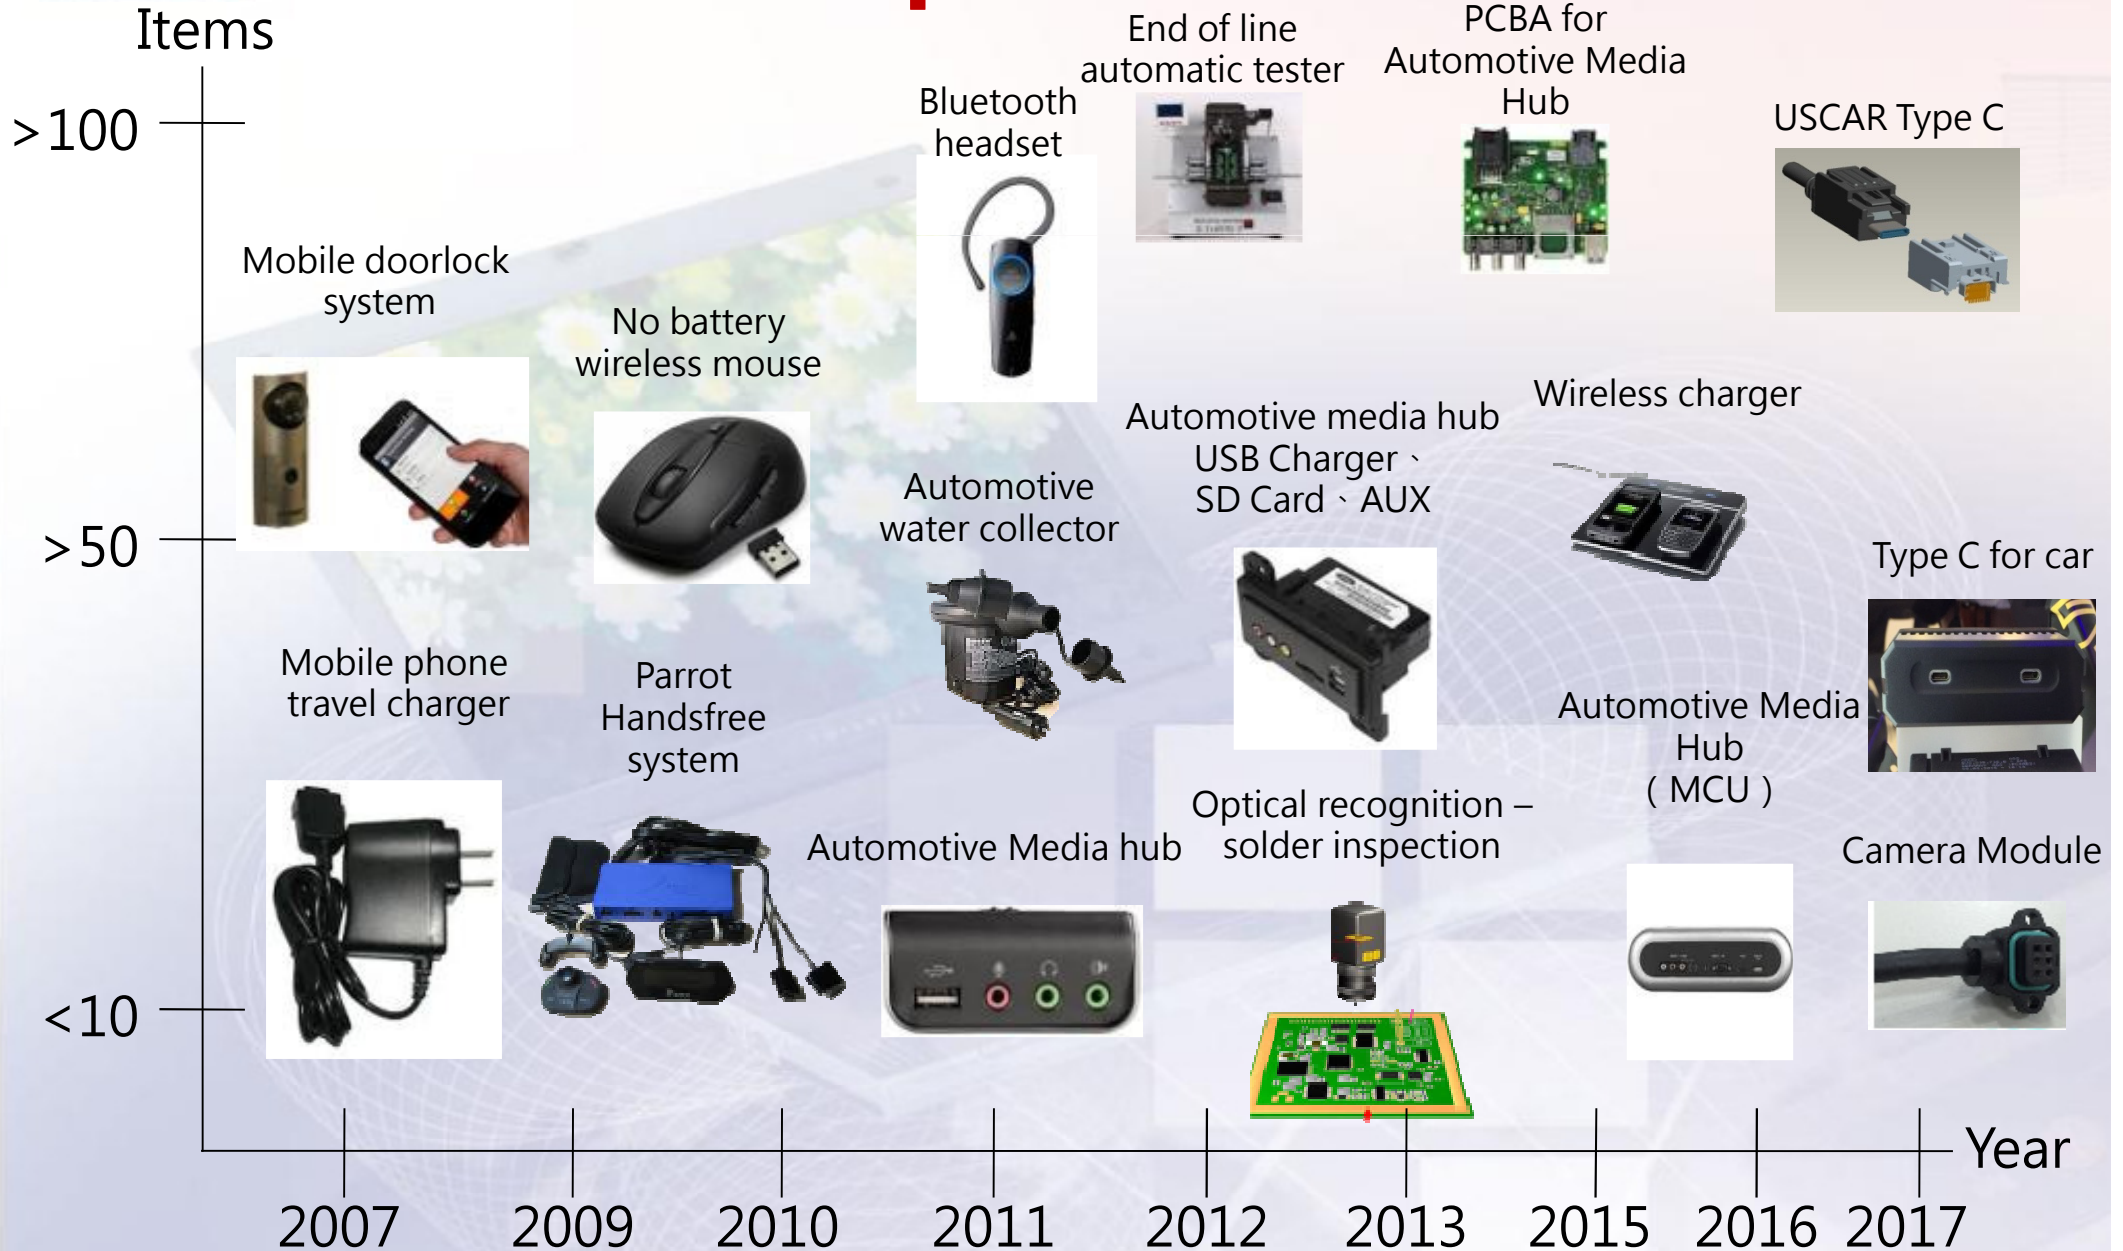 Items
>100
>50
<10
Mobile doorlock
system
Mobile phone
travel charger
No battery
wireless mouse
Parrot
Handsfree
system
Bluetooth
headset
Automotive
water collector
Automotive Media hub
End of line
automatic tester
Automotive media hub
USB Charger、
SD Card、AUX
Optical recognition –
solder inspection
PCBA for
Automotive Media
Hub
Wireless charger
Automotive Media
Hub
( MCU )
USCAR Type C
Type C for car
Camera Module
Year
2007 2009 2010 2011 2012 2013 2015 2016 2017